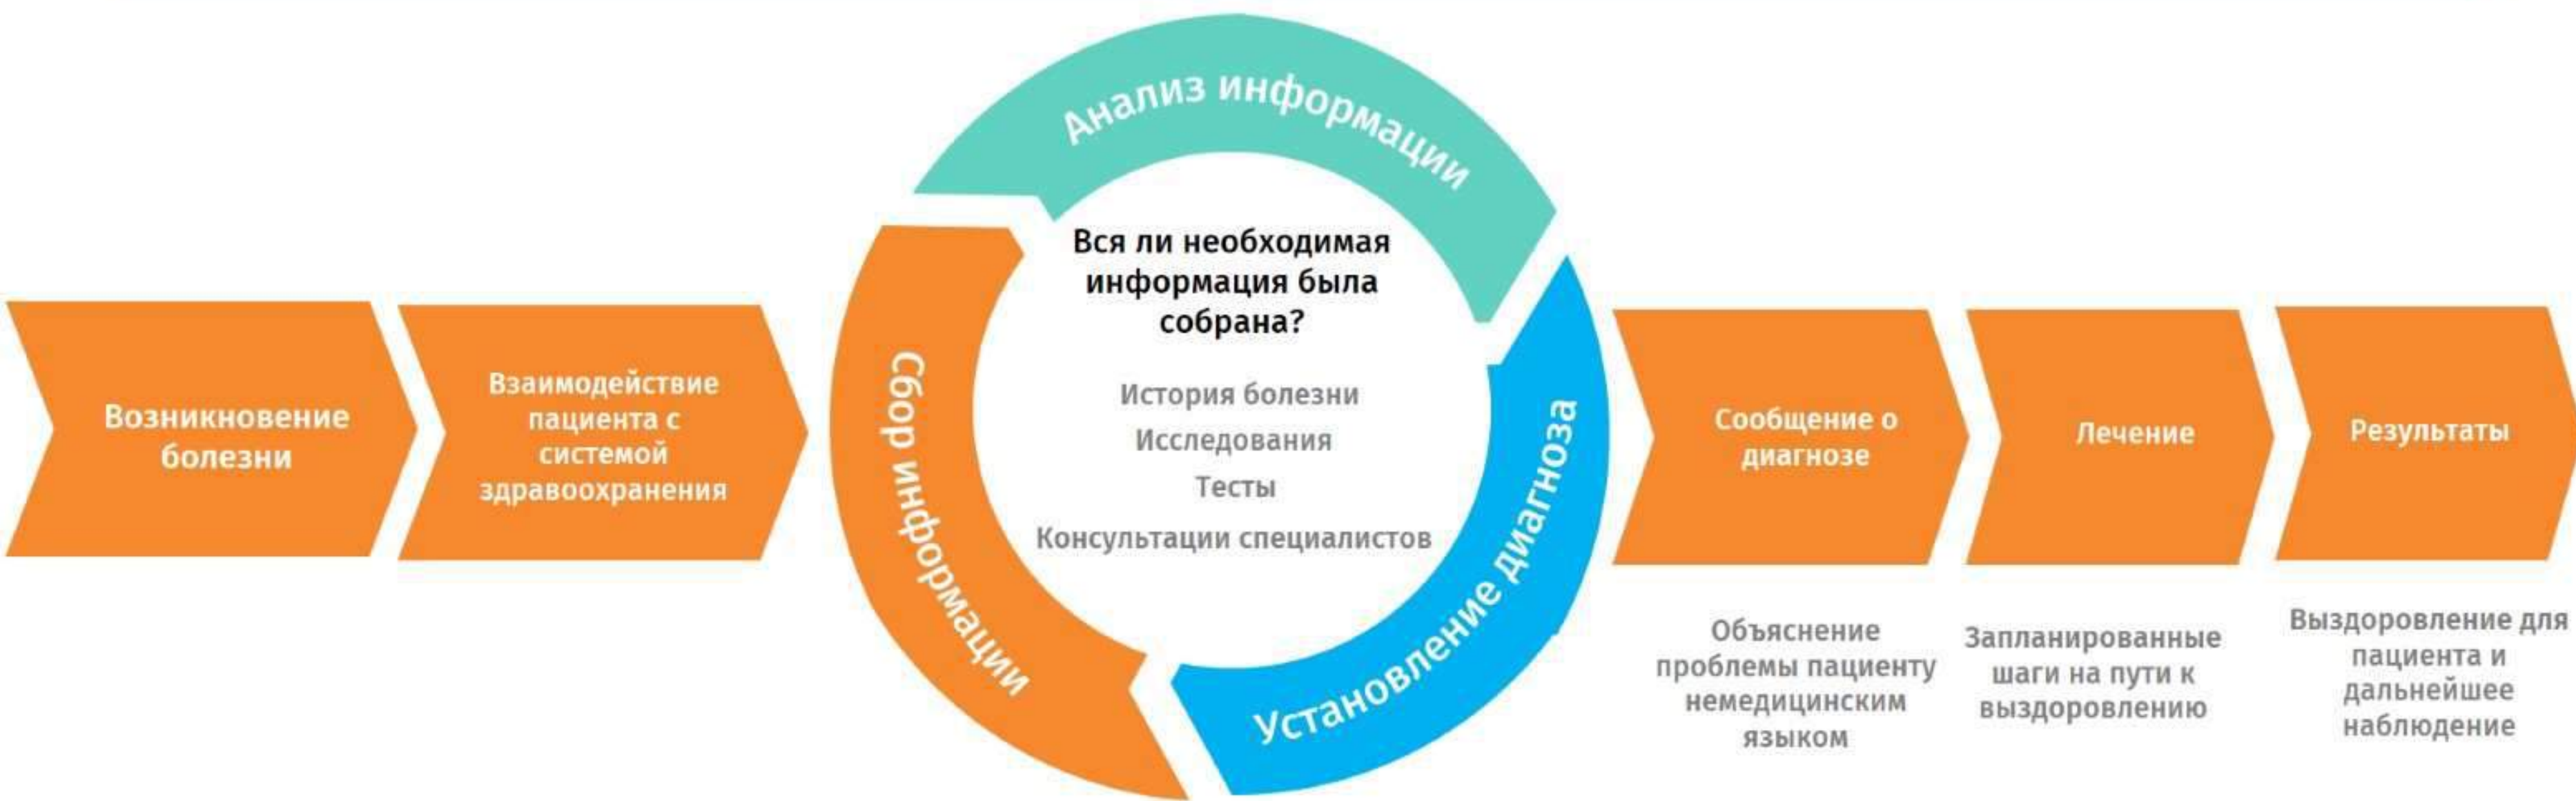 Возникновение
болезни
Взаимодействие
пациента с
системой
здравоохранения
Сбор информации
Анализ информации
Установление диагноза
Вся ли необходимая
информация была
собрана?
История болезни
Исследования
Тесты
Консультации специалистов
Сообщение о
диагнозе
Объяснение
проблемы пациенту
немедицинским
языком
Лечение
Запланированные
шаги на пути к
выздоровлению
Результаты
Выздоровление для
пациента и
дальнейшее
наблюдение